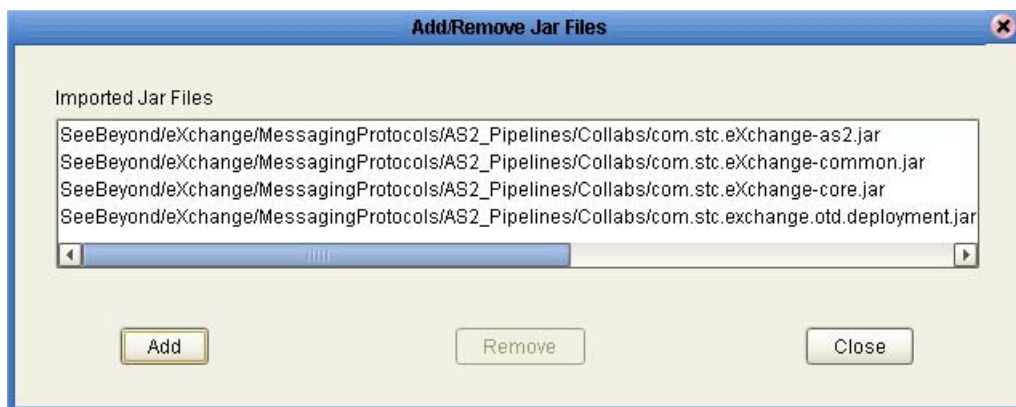 Add/Remove Jar Files
Imported Jar Files
SeeBeyond/eXchange/MessagingProtocols/AS2_Pipelines/Collabs/com.stc.eXchange-as2.jar
SeeBeyond/eXchange/MessagingProtocols/AS2_Pipelines/Collabs/com.stc.eXchange-common.jar
SeeBeyond/eXchange/MessagingProtocols/AS2_Pipelines/Collabs/com.stc.eXchange-core.jar
SeeBeyond/eXchange/MessagingProtocols/AS2_Pipelines/Collabs/com.stc.exchange.otd.deployment.jar
Add
Remove
Close